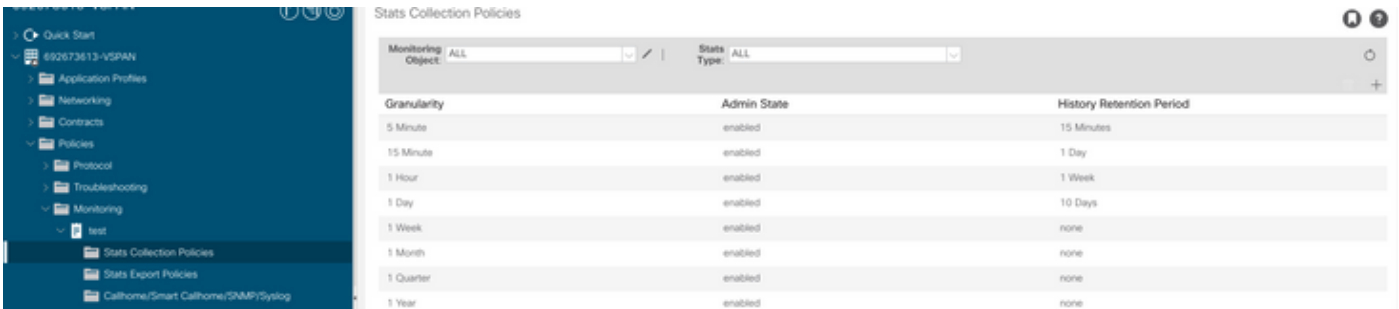 Quick Start
692673613-VSPAN
Application Profiles
Networking
Contracts
Policies
Protocol
Troubleshooting
Monitoring
test
Stats Collection Policies
Stats Export Policies
Callhome/Smart Callhome/SNMP/Syslog
Stats Collection Policies
Monitoring Object: ALL
Stats Type: ALL
Granularity Admin State History Retention Period
5 Minute enabled 15 Minutes
15 Minute enabled 1 Day
1 Hour enabled 1 Week
1 Day enabled 10 Days
1 Week enabled none
1 Month enabled none
1 Quarter enabled none
1 Year enabled none